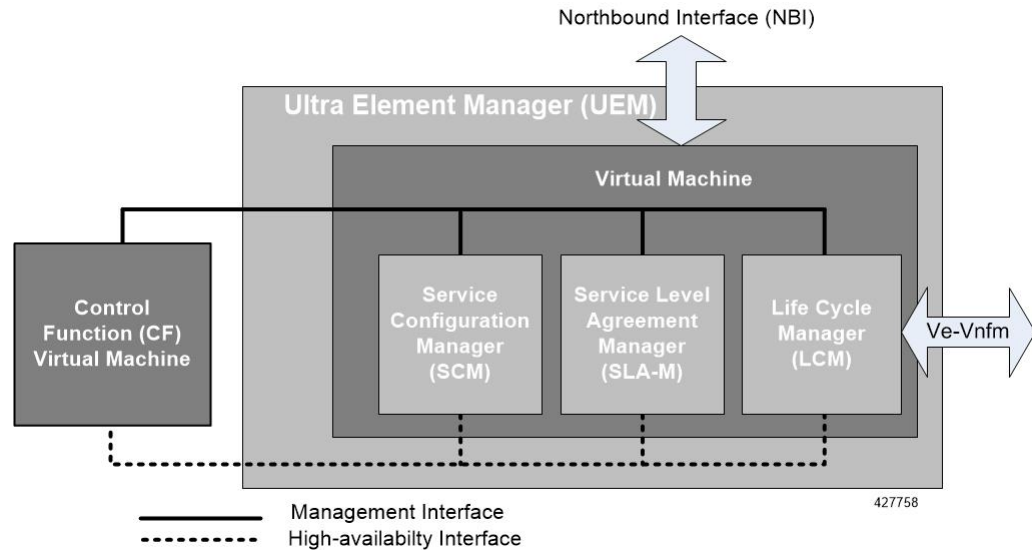 Northbound Interface (NBI)
Ultra Element Manager (UEM)
Virtual Machine
Control
Function (CF)
Virtual Machine
Service
Configuration
Manager
(SCM)
Service Level
Agreement
Manager
(SLA-M)
Life Cycle
Manager
(LCM)
Ve-Vnfm
427758
Management Interface
High-availabilty Interface